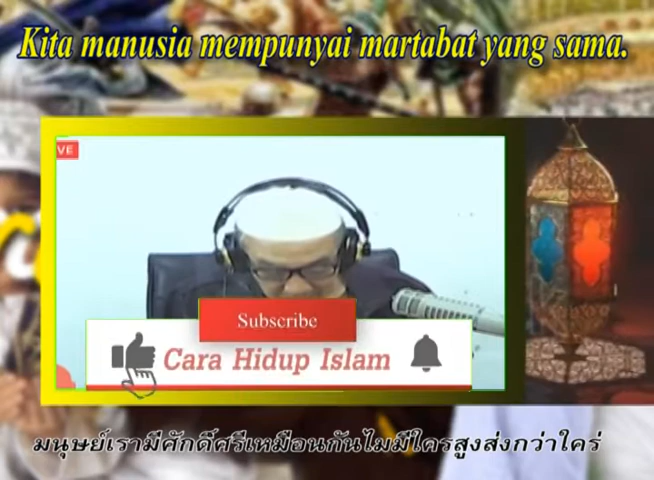 Kita manusia mempunyai martabat yang sama.
VE
Subscribe
Cara Hidup Islam
มนุษย์เรามีศักดิ์ศรีเหมือนกันไม่มีใครสูงส่งกว่าใคร่